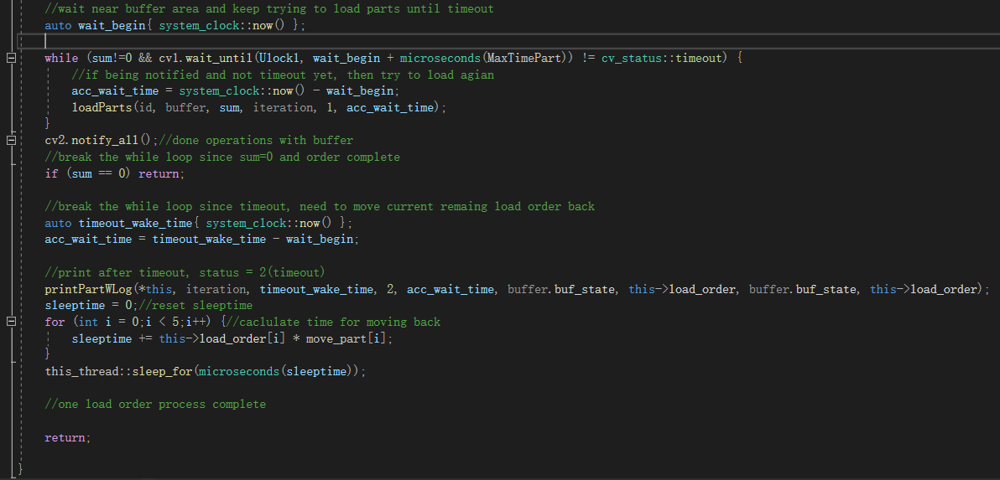 //wait near buffer area and keep trying to load parts until timeout
auto wait_begin{ system_clock::now() };
while (sum!=0 && cv1.wait_until(Ulock1, wait_begin + microseconds(MaxTimePart)) != cv_status::timeout) {
//if being notified and not timeout yet, then try to load agian
acc_wait_time = system_clock::now() - wait_begin;
loadParts(id, buffer, sum, iteration, 1, acc_wait_time);
}
cv2.notify_all();//done operations with buffer
//break the while loop since sum=0 and order complete
if (sum == 0) return;
//break the while loop since timeout, need to move current remaing load order back
auto timeout_wake_time{ system_clock::now() };
acc_wait_time = timeout_wake_time - wait_begin;
//print after timeout, status = 2(timeout)
printPartWLog(*this, iteration, timeout_wake_time, 2, acc_wait_time, buffer.buf_state, this->load_order, buffer.buf_state, this->load_order);
sleeptime = 0;//reset sleeptime
for (int i = 0;i < 5;i++) {//caclulate time for moving back
sleeptime += this->load_order[i] * move_part[i];
}
this_thread::sleep_for(microseconds(sleeptime));
//one load order process complete
return;
}